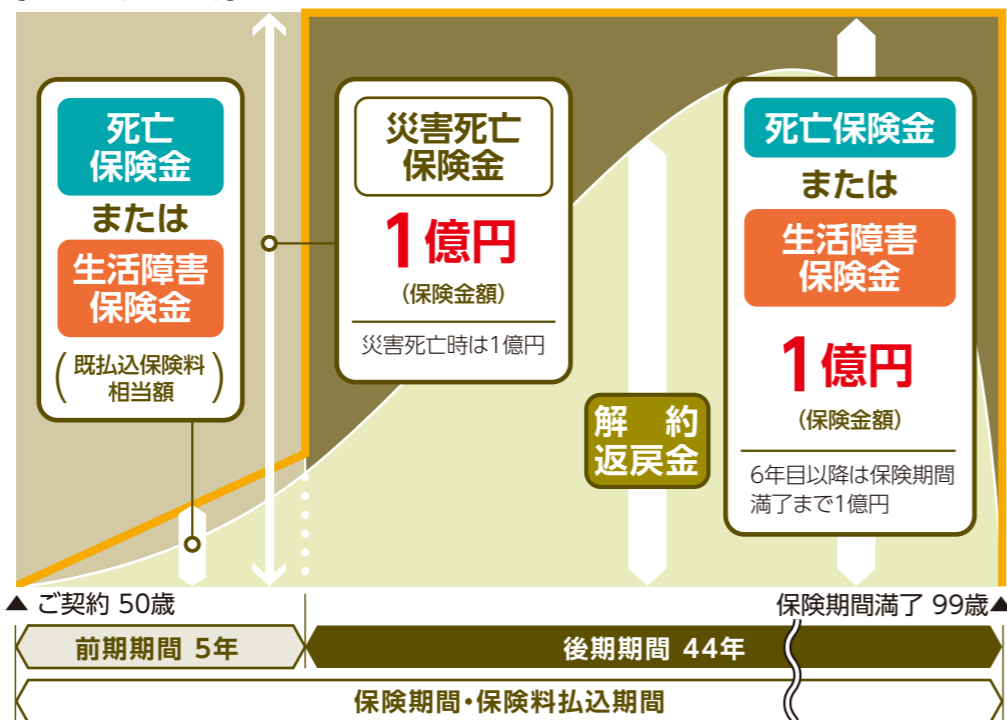 死亡
保険金
または
生活障害
保険金
(既払込保険料
相当額)
災害死亡
保険金
1億円
(保険金額)
災害死亡時は1億円
解約
返戻金
死亡保険金
または
生活障害
保険金
1億円
(保険金額)
6年目以降は保険期間
満了まで1億円
▲ ご契約 50歳
保険期間満了 99歳▲
前期期間 5年
後期期間 44年
保険期間・保険料払込期間